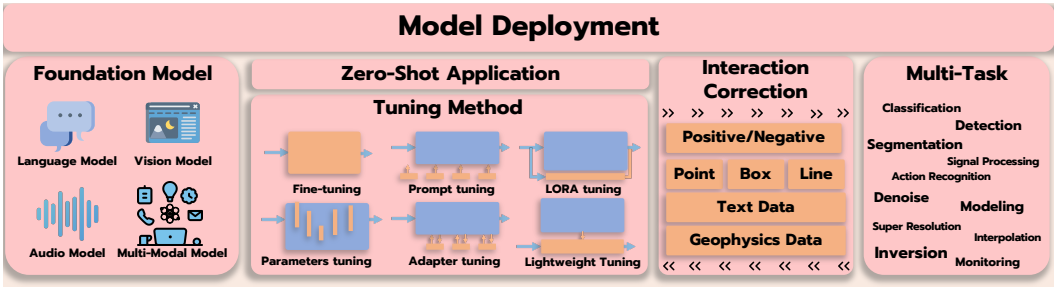 Model Deployment
Foundation Model
Language Model
Vision Model
Audio Model
Multi-Modal Model
Zero-Shot Application
Tuning Method
Fine-tuning
Prompt tuning
LORA tuning
Parameters tuning
Adapter tuning
Lightweight Tuning
Interaction
Correction
>> >> >> >> >> >> >>
Positive/Negative
Point
Box
Line
Text Data
Geophysics Data
<< << << << << << <<
Multi-Task
Classification
Detection
Segmentation
Signal Processing
Action Recognition
Denoise
Modeling
Super Resolution
Interpolation
Inversion
Monitoring